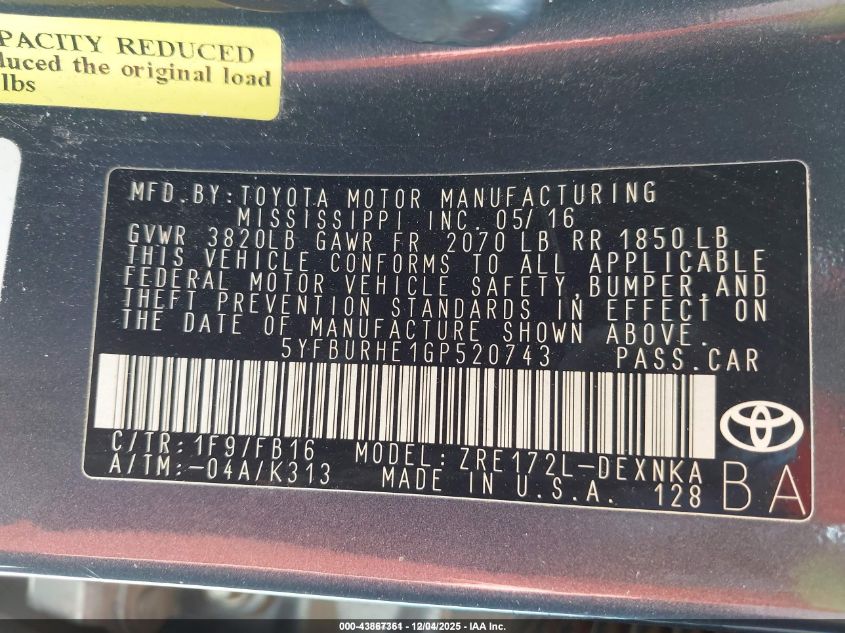 PACITY REDUCED
duced the original load
lbs
MFD.BY:TOYOTA MOTOR MANUFACTURING
MISSISSIPPI INC. 05/16
GVWR 3820LB GAWR FR 2070 LB RR 1850LB
THIS VEHICLE CONFORMS TO ALL APPLICABLE
FEDERAL MOTOR VEHICLE SAFETY, BUMPER, AND
THEFT PREVENTION STANDARDS IN EFFECT ON
THE DATE OF MANUFACTURE SHOWN ABOVE.
5YFBURHE1GP520743 PASS.CAR
C/TR: 1F9/FB16 MODEL: ZRE172L-DEXNKA
A/TM:-04A/K313 MADE IN U.S.A. 128 BA
000-43867361 - 12/04/2025 - IAA Inc.